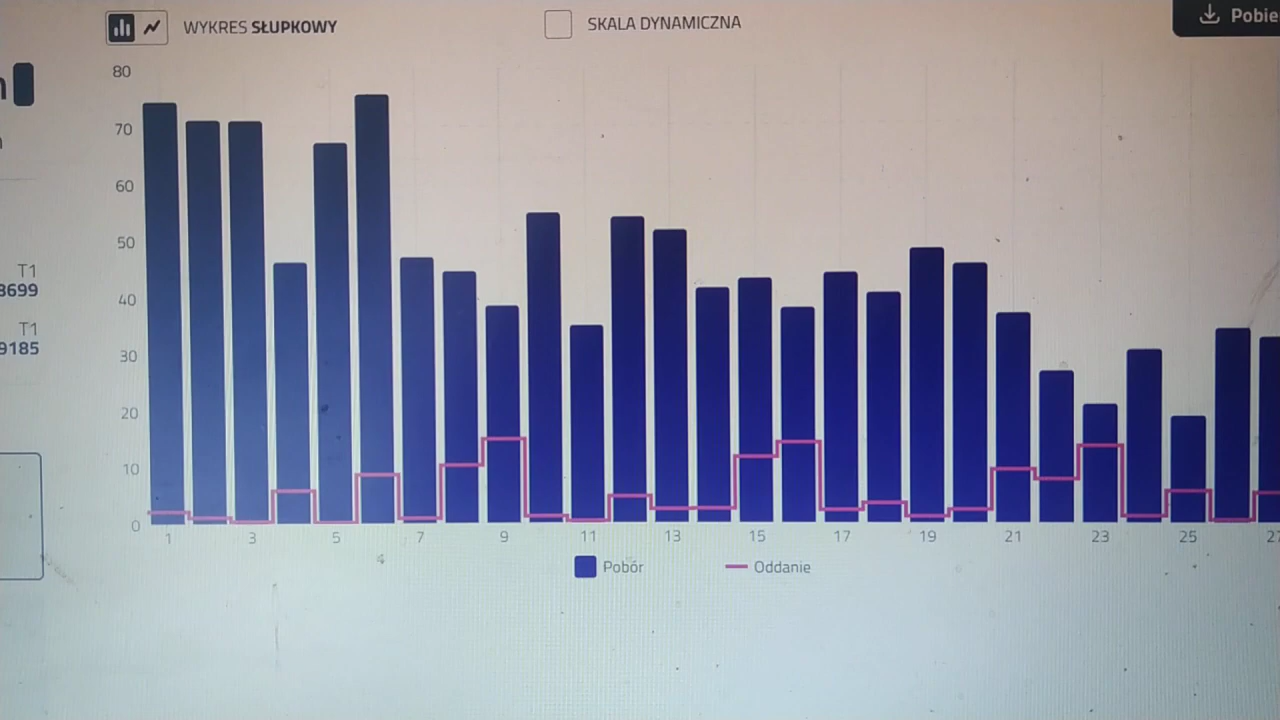 WYKRES SŁUPKOWY
SKALA DYNAMICZNA
Pobie
80
70
60
50
40
30
20
10
0
T1
3699
T1
9185
1 3 5 7 9 11 13 15 17 19 21 23 25 27
Pobór
Oddanie